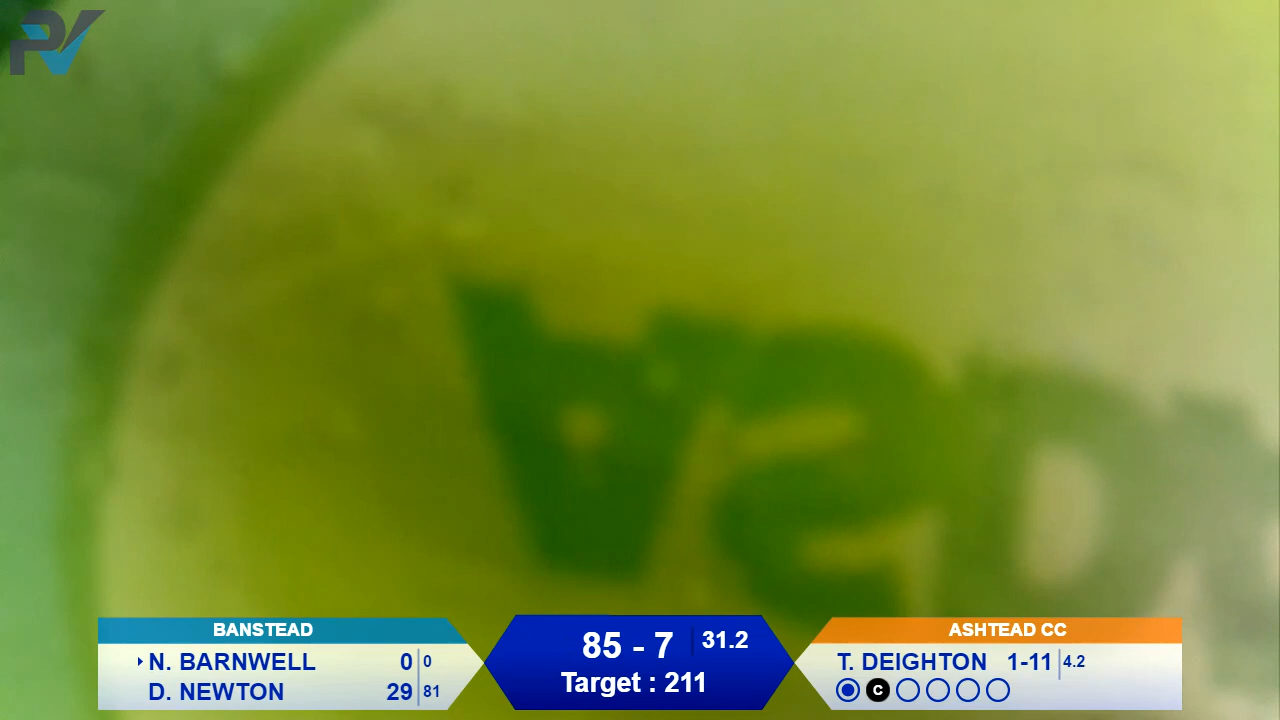 PV
BANSTEAD
N. BARNWELL 0 0
D. NEWTON 29 81
85 - 7 31.2
Target : 211
ASHTEAD CC
T. DEIGHTON 1-11 4.2
C